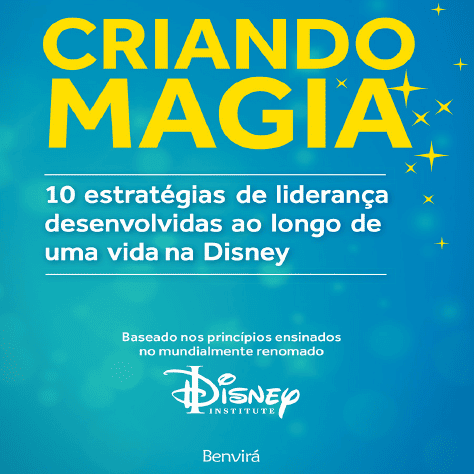 CRIANDO
MAGIA
10 estratégias de liderança
desenvolvidas ao longo de
uma vida na Disney
Baseado nos princípios ensinados
no mundialmente renomado
Disney
INSTITUTE
Benvirá